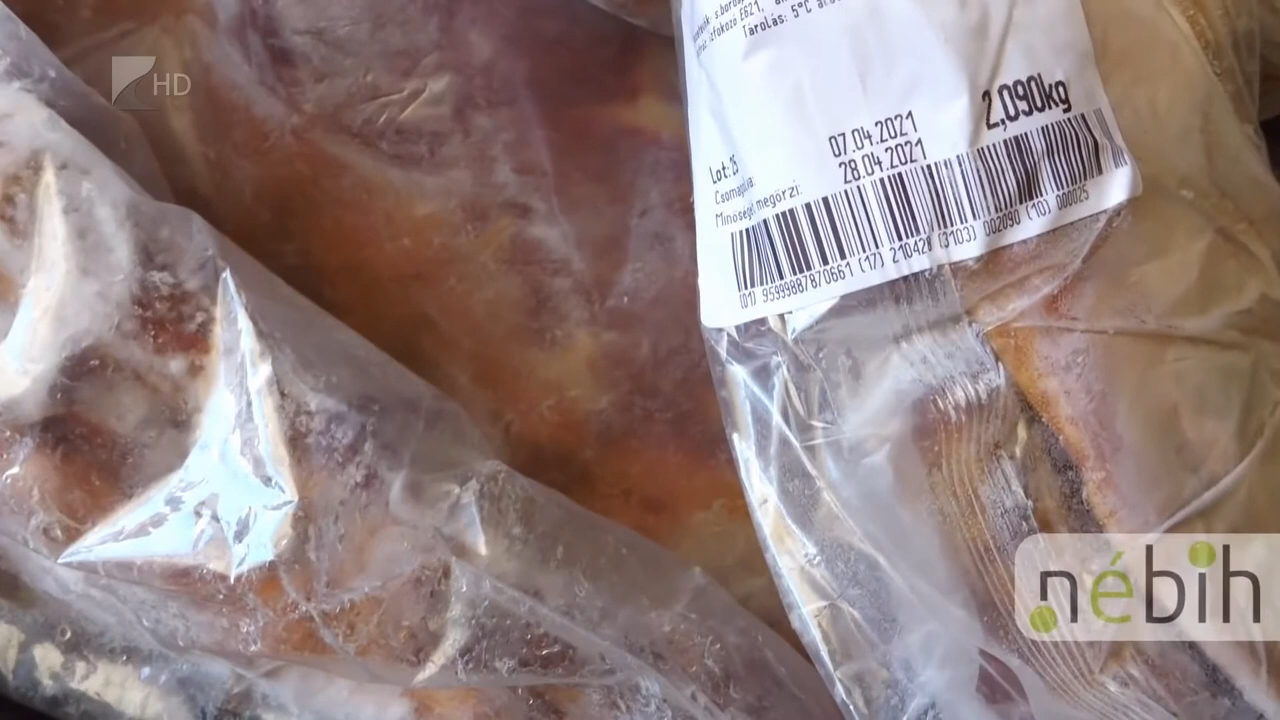 HD
E621,
Tárolás: 5°C
2,090kg
Lot: 25
07.04.2021
Csomagolva:
28.04.2021
Minőségét megőrzi:
(01) 95999887870661 (17) 210428 (3103) 002090 (10) 000025
nébih